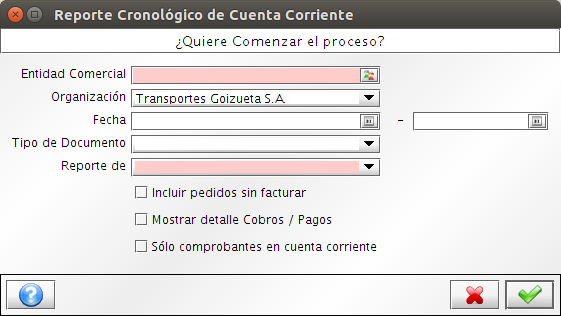 Reporte Cronológico de Cuenta Corriente
¿Quiere Comenzar el proceso?
Entidad Comercial
Organización Transportes Goizueta S.A.
Fecha -
Tipo de Documento
Reporte de
Incluir pedidos sin facturar
Mostrar detalle Cobros / Pagos
Sólo comprobantes en cuenta corriente